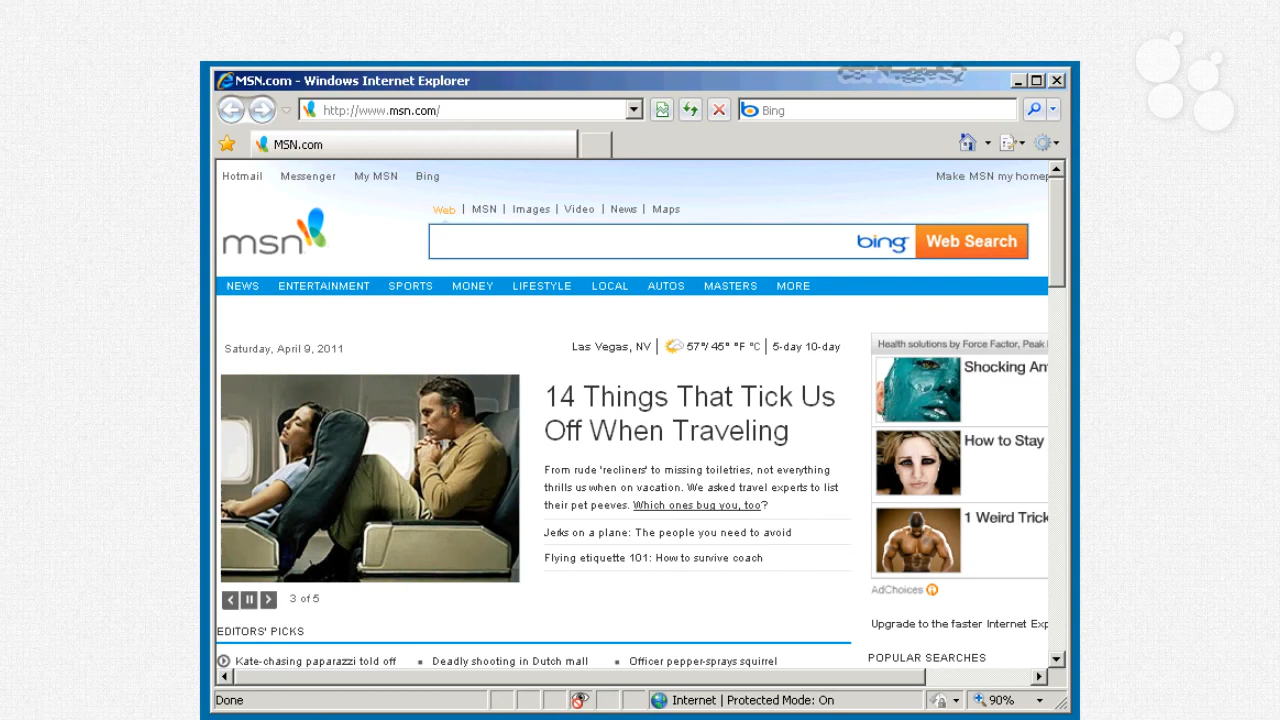 MSN.com - Windows Internet Explorer
http://www.msn.com/
Bing
MSN.com
Hotmail Messenger My MSN Bing
Make MSN my homep
Web | MSN | Images | Video | News | Maps
msn
bing Web Search
NEWS ENTERTAINMENT SPORTS MONEY LIFESTYLE LOCAL AUTOS MASTERS MORE
Saturday, April 9, 2011
Las Vegas, NV | 57°/ 45° °F °C | 5-day 10-day
14 Things That Tick Us
Off When Traveling
From rude 'recliners' to missing toiletries, not everything
thrills us when on vacation. We asked travel experts to list
their pet peeves. Which ones bug you, too?
Jerks on a plane: The people you need to avoid
Flying etiquette 101: How to survive coach
3 of 5
Health solutions by Force Factor, Peak
Shocking An
How to Stay
1 Weird Trick
AdChoices
Upgrade to the faster Internet Exp
POPULAR SEARCHES
EDITORS' PICKS
Kate-chasing paparazzi told off ▪ Deadly shooting in Dutch mall ▪ Officer pepper-sprays squirrel
Done
Internet | Protected Mode: On
90%